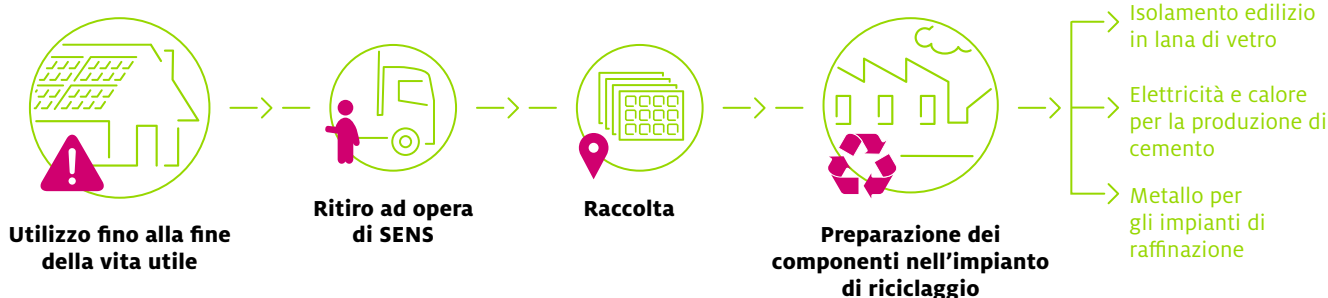 Utilizzo fino alla fine
della vita utile
Ritiro ad opera
di SENS
Raccolta
Preparazione dei
componenti nell’impianto
di riciclaggio
Isolamento edilizio
in lana di vetro
Elettricità e calore
per la produzione di
cemento
Metallo per
gli impianti di
raffinazione